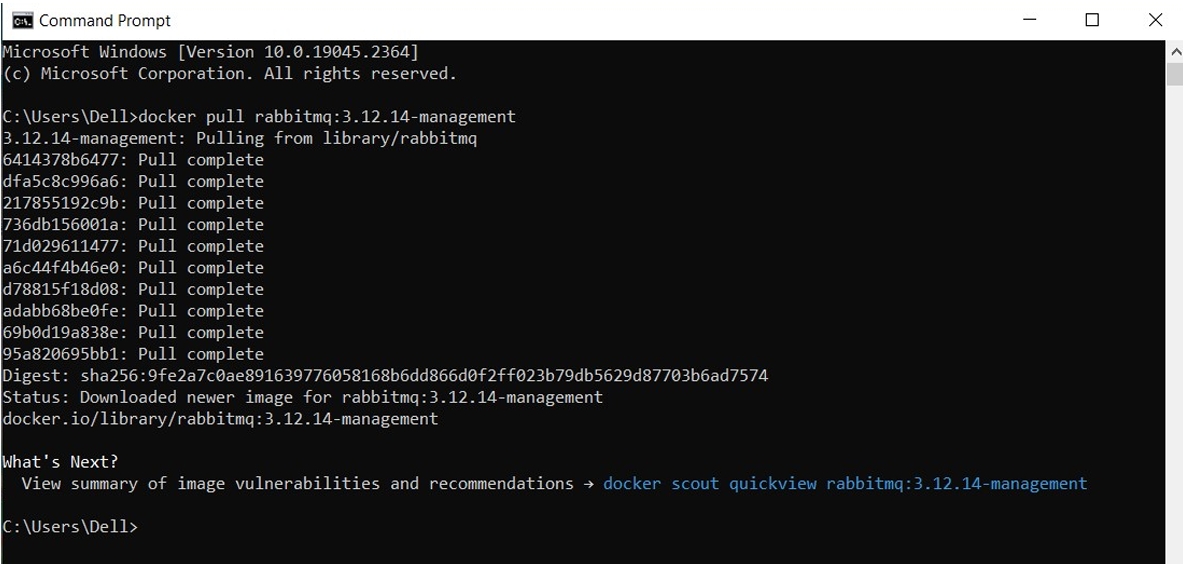 Command Prompt
Microsoft Windows [Version 10.0.19045.2364]
(c) Microsoft Corporation. All rights reserved.
C:\Users\Dell>docker pull rabbitmq:3.12.14-management
3.12.14-management: Pulling from library/rabbitmq
6414378b6477: Pull complete
dfa5c8c996a6: Pull complete
217855192c9b: Pull complete
736db156001a: Pull complete
71d029611477: Pull complete
a6c44f4b46e0: Pull complete
d78815f18d08: Pull complete
adabb68be0fe: Pull complete
69b0d19a838e: Pull complete
95a820695bb1: Pull complete
Digest: sha256:9fe2a7c0ae891639776058168b6dd866d0f2ff023b79db5629d87703b6ad7574
Status: Downloaded newer image for rabbitmq:3.12.14-management
docker.io/library/rabbitmq:3.12.14-management
What's Next?
View summary of image vulnerabilities and recommendations → docker scout quickview rabbitmq:3.12.14-management
C:\Users\Dell>